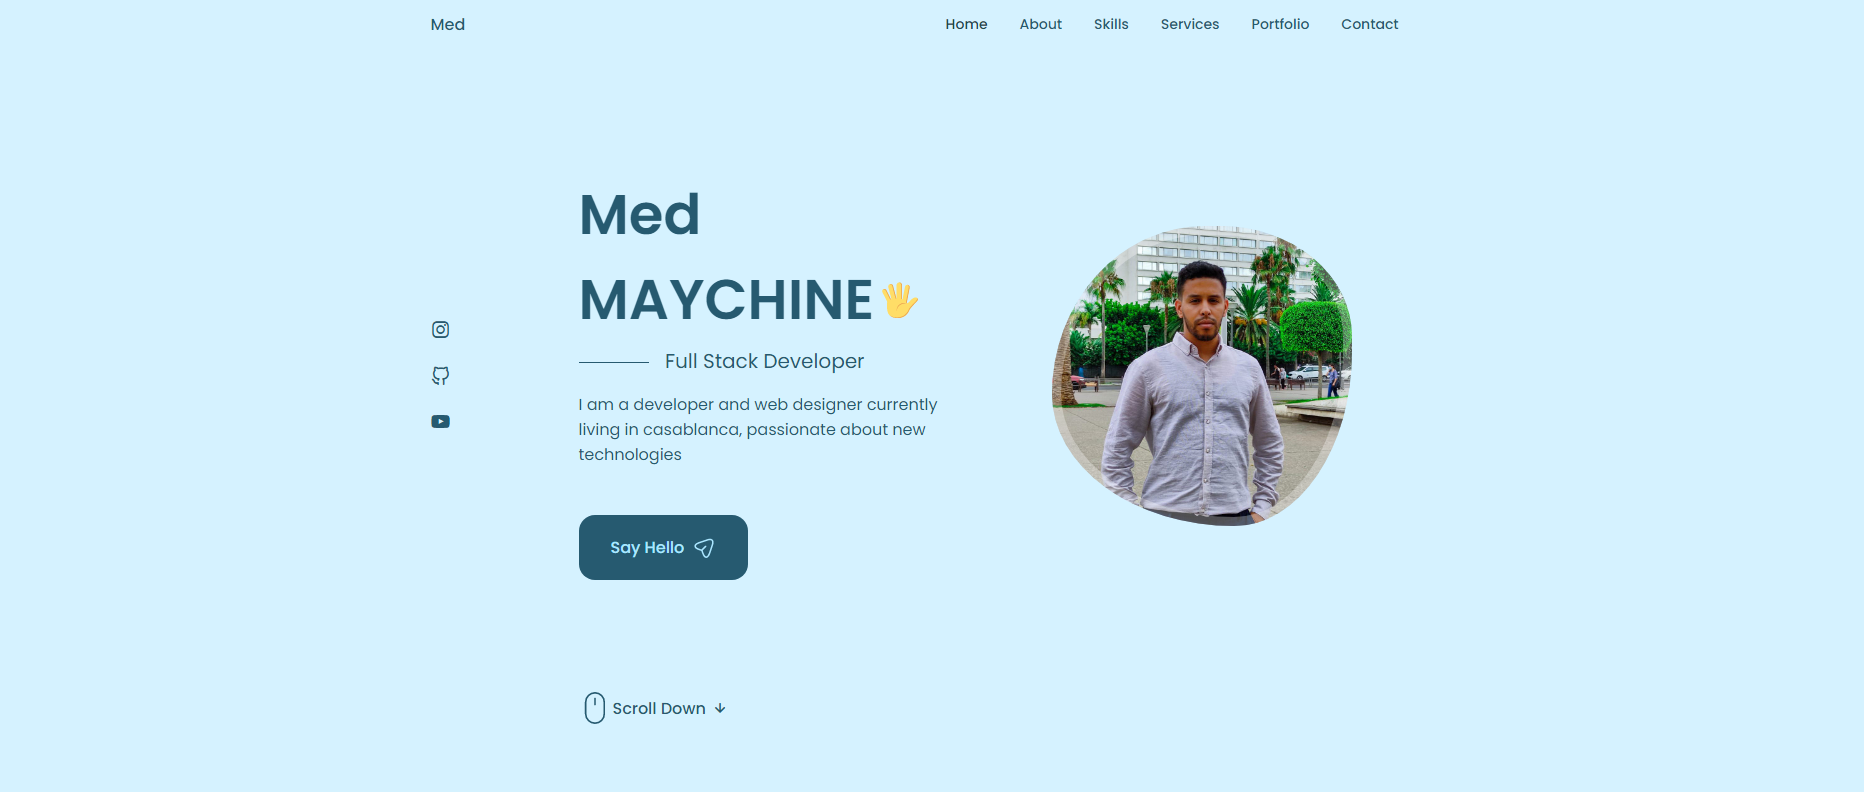 Med
Home About Skills Services Portfolio Contact
Med
MAYCHINE
Full Stack Developer
I am a developer and web designer currently
living in casablanca, passionate about new
technologies
Say Hello
Scroll Down